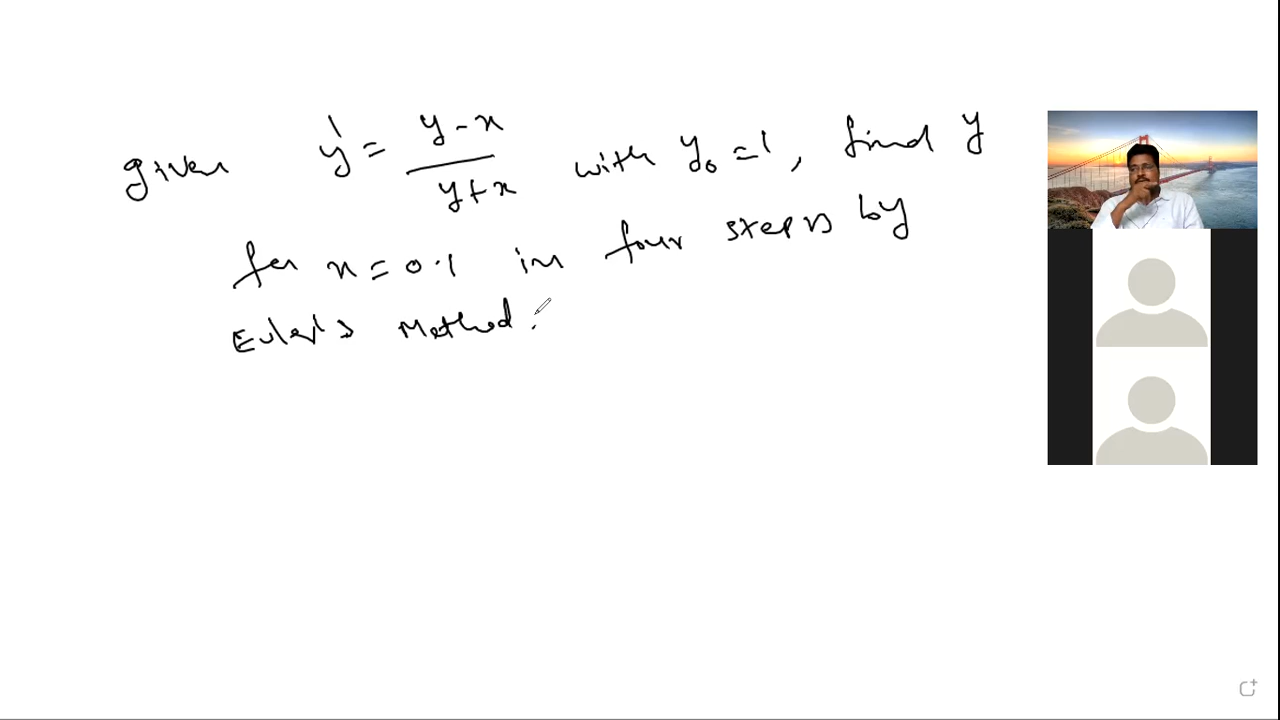 given y' = y-x / y+x with y₀ = 1, find y
for x = 0.1 in four steps by
Euler's Method.